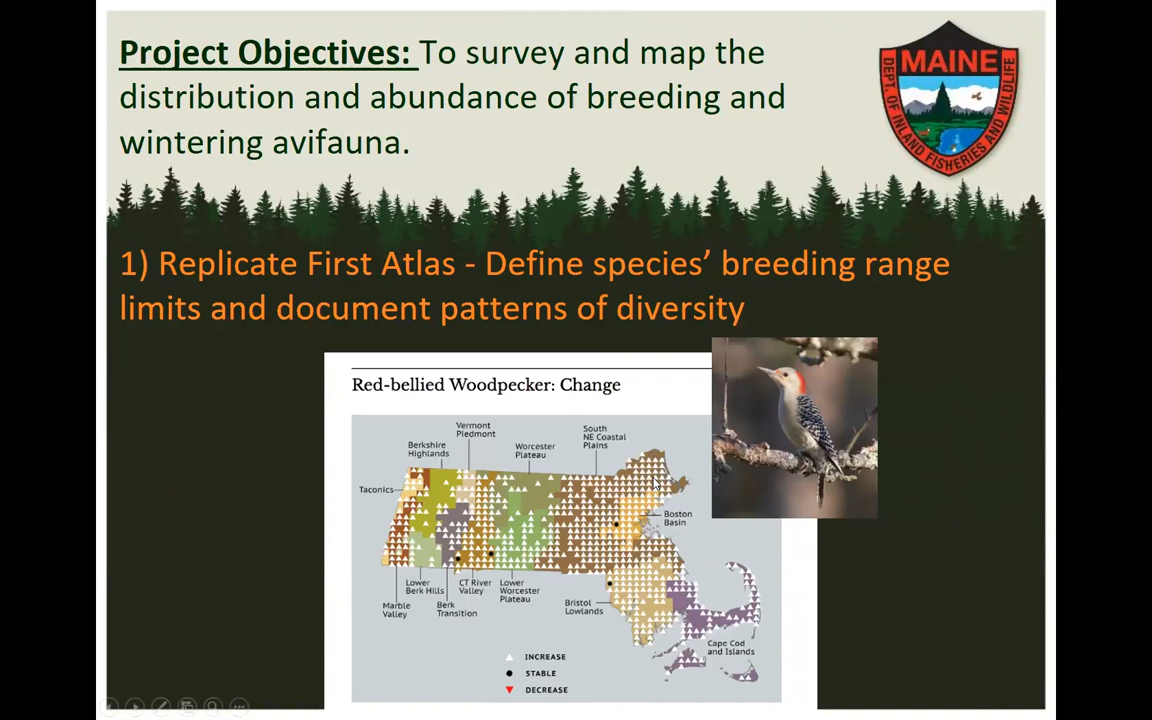 Project Objectives: To survey and map the
distribution and abundance of breeding and
wintering avifauna.
MAINE
DEPT. OF INLAND FISHERIES AND WILDLIFE
1) Replicate First Atlas - Define species’ breeding range
limits and document patterns of diversity
Red-bellied Woodpecker: Change
Vermont
Piedmont
South
NE Coastal
Plains
Berkshire
Highlands
Worcester
Plateau
Taconics
Boston
Basin
Lower
Berk Hills
CT River
Valley
Lower
Worcester
Plateau
Marble
Valley
Berk
Transition
Bristol
Lowlands
Cape Cod
and Islands
INCREASE
STABLE
DECREASE